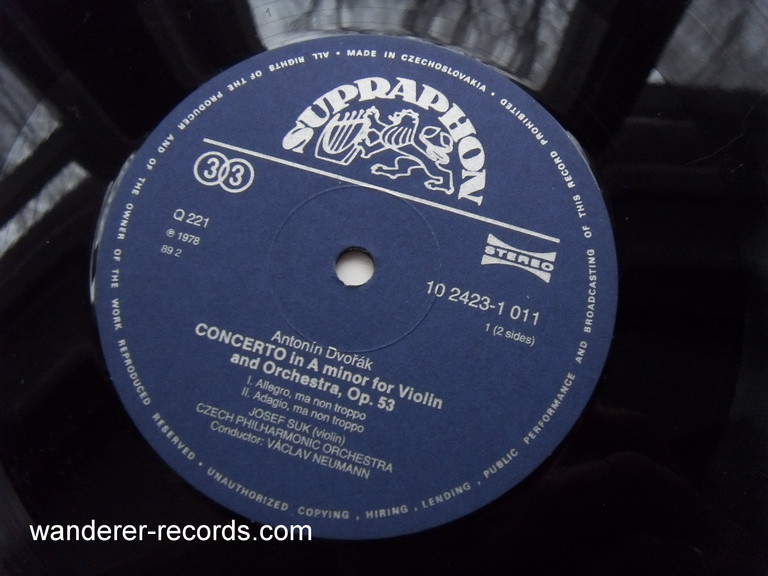 UNAUTHORIZED COPYING, HIRING, LENDING, PUBLIC PERFORMANCE AND BROADCASTING OF THIS RECORD PROHIBITED • MADE IN CZECHOSLOVAKIA • ALL RIGHTS OF THE PRODUCER AND OF THE OWNER OF THE WORK REPRODUCED RESERVED •
SUPRAPHON
33
STEREO
Q 221
℗ 1978
89 2
10 2423-1 011
1 (2 sides)
Antonín Dvořák
CONCERTO in A minor for Violin
and Orchestra, Op. 53
I. Allegro, ma non troppo
II. Adagio, ma non troppo
JOSEF SUK (violin)
CZECH PHILHARMONIC ORCHESTRA
Conductor: VÁCLAV NEUMANN
wanderer-records.com